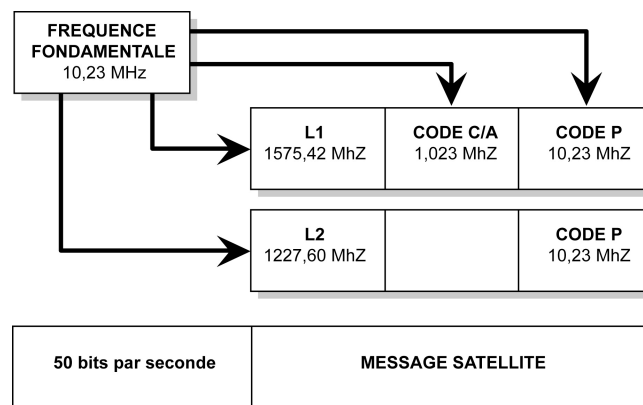 FREQUENCE
FONDAMENTALE
10,23 MHz
L1
1575,42 MhZ
CODE C/A
1,023 MhZ
CODE P
10,23 MhZ
L2
1227,60 MhZ
CODE P
10,23 MhZ
50 bits par seconde
MESSAGE SATELLITE